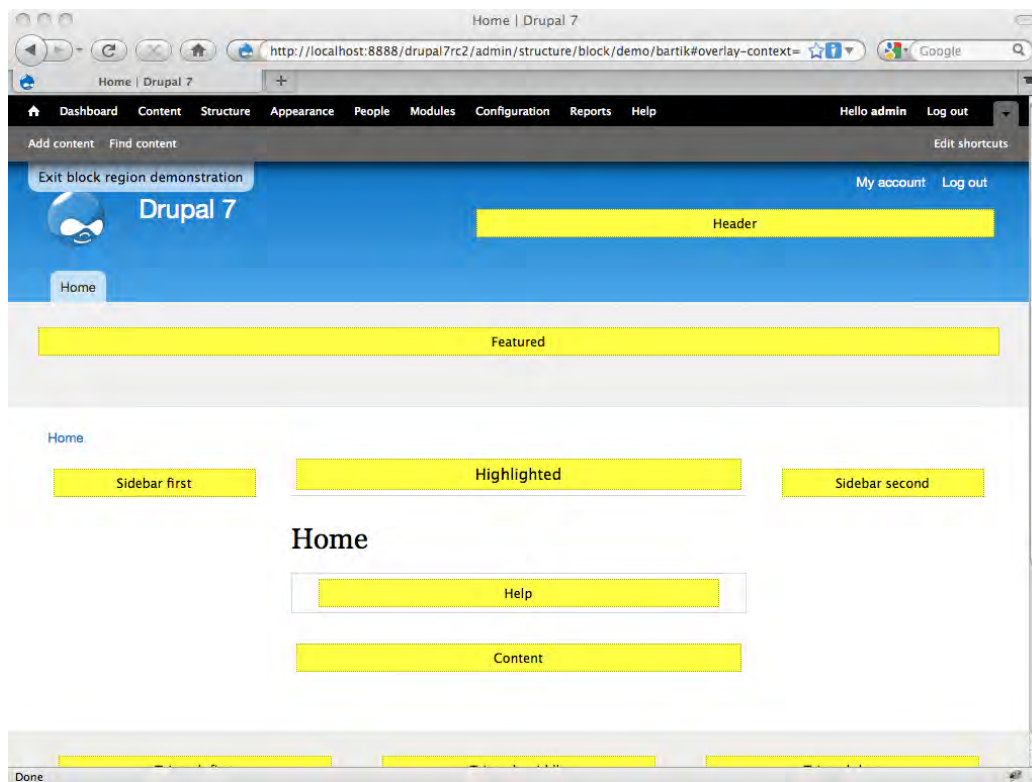 Home | Drupal 7
http://localhost:8888/drupal7rc2/admin/structure/block/demo/bartik#overlay-context=
Google
Home | Drupal 7
Dashboard Content Structure Appearance People Modules Configuration Reports Help Hello admin Log out
Add content Find content Edit shortcuts
Exit block region demonstration
My account Log out
Drupal 7
Header
Home
Featured
Home
Sidebar first
Highlighted
Sidebar second
Home
Help
Content
Done